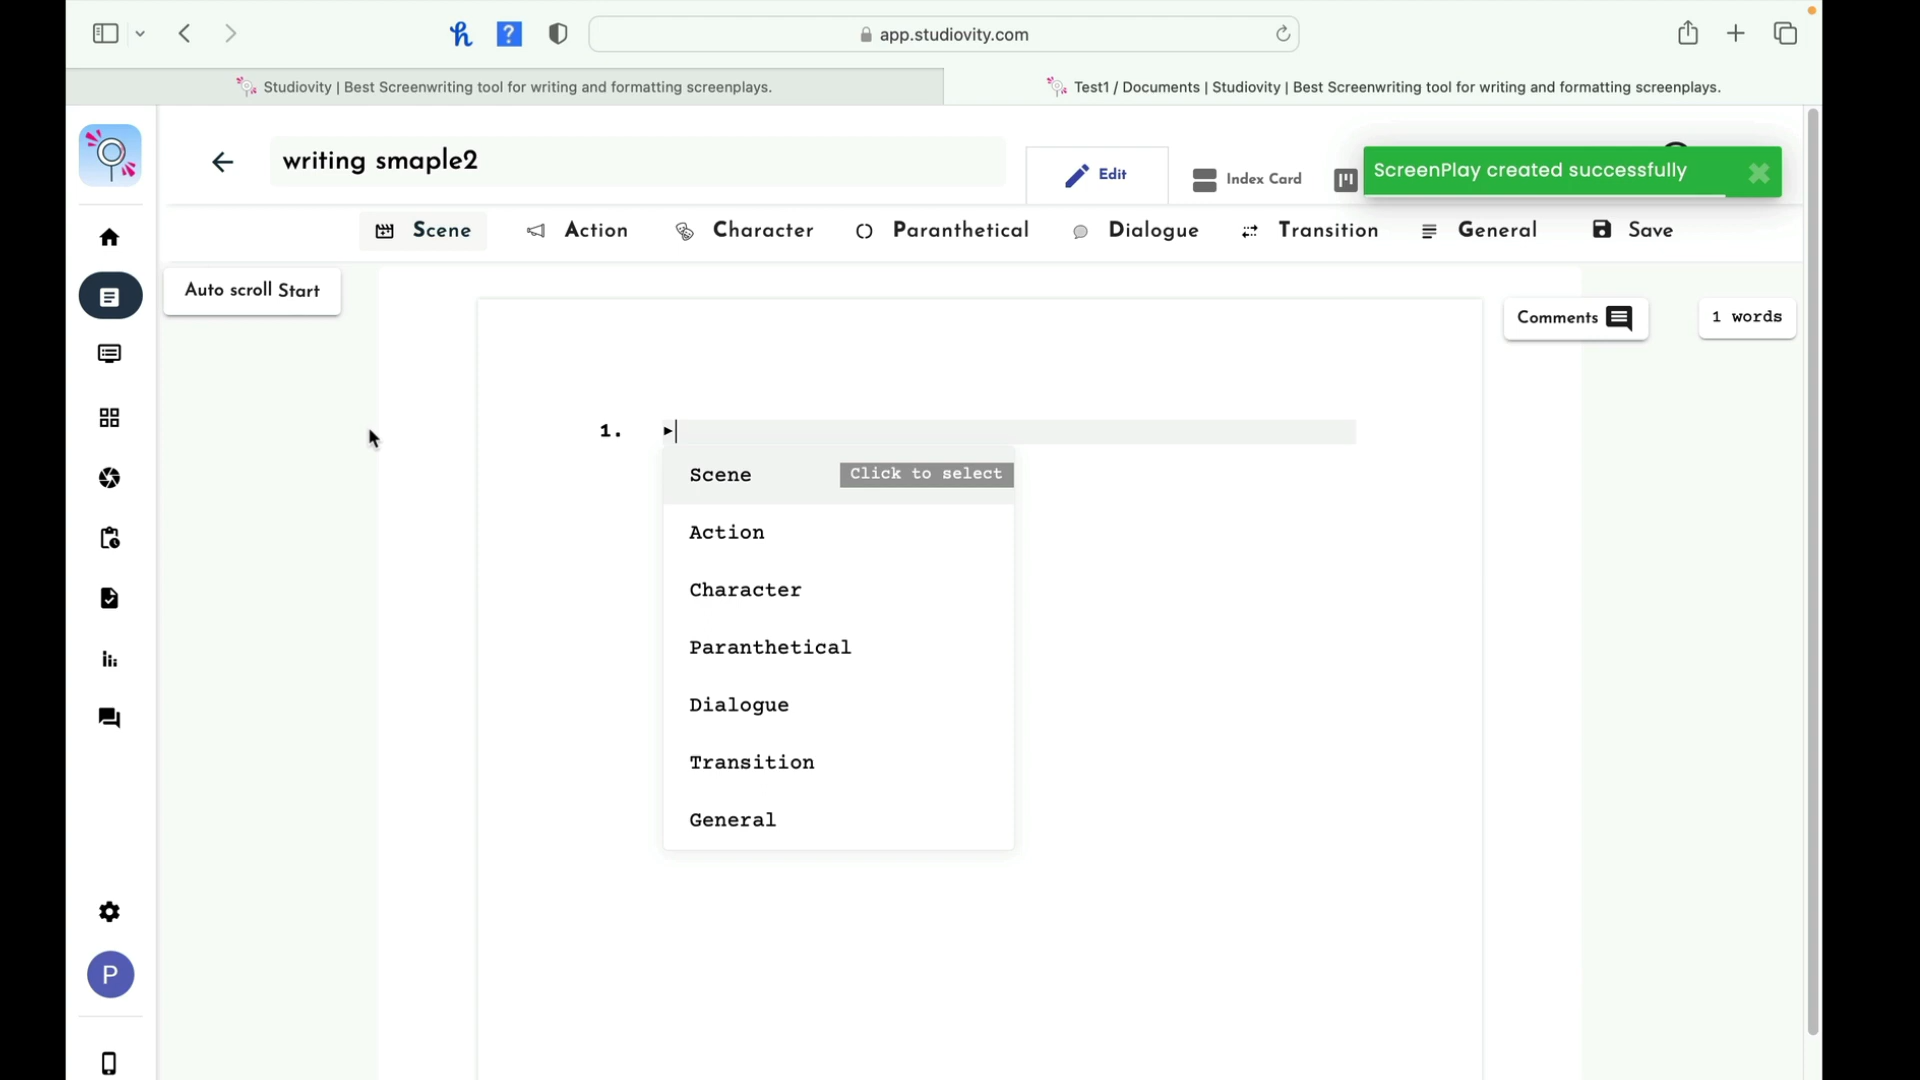 app.studiovity.com
Studiovity | Best Screenwriting tool for writing and formatting screenplays.
Test1 / Documents | Studiovity | Best Screenwriting tool for writing and formatting screenplays.
writing smaple2
Edit
Index Card
ScreenPlay created successfully
Scene
Action
Character
Paranthetical
Dialogue
Transition
General
Save
Auto scroll Start
Comments
1 words
1.
Scene
Click to select
Action
Character
Paranthetical
Dialogue
Transition
General
P